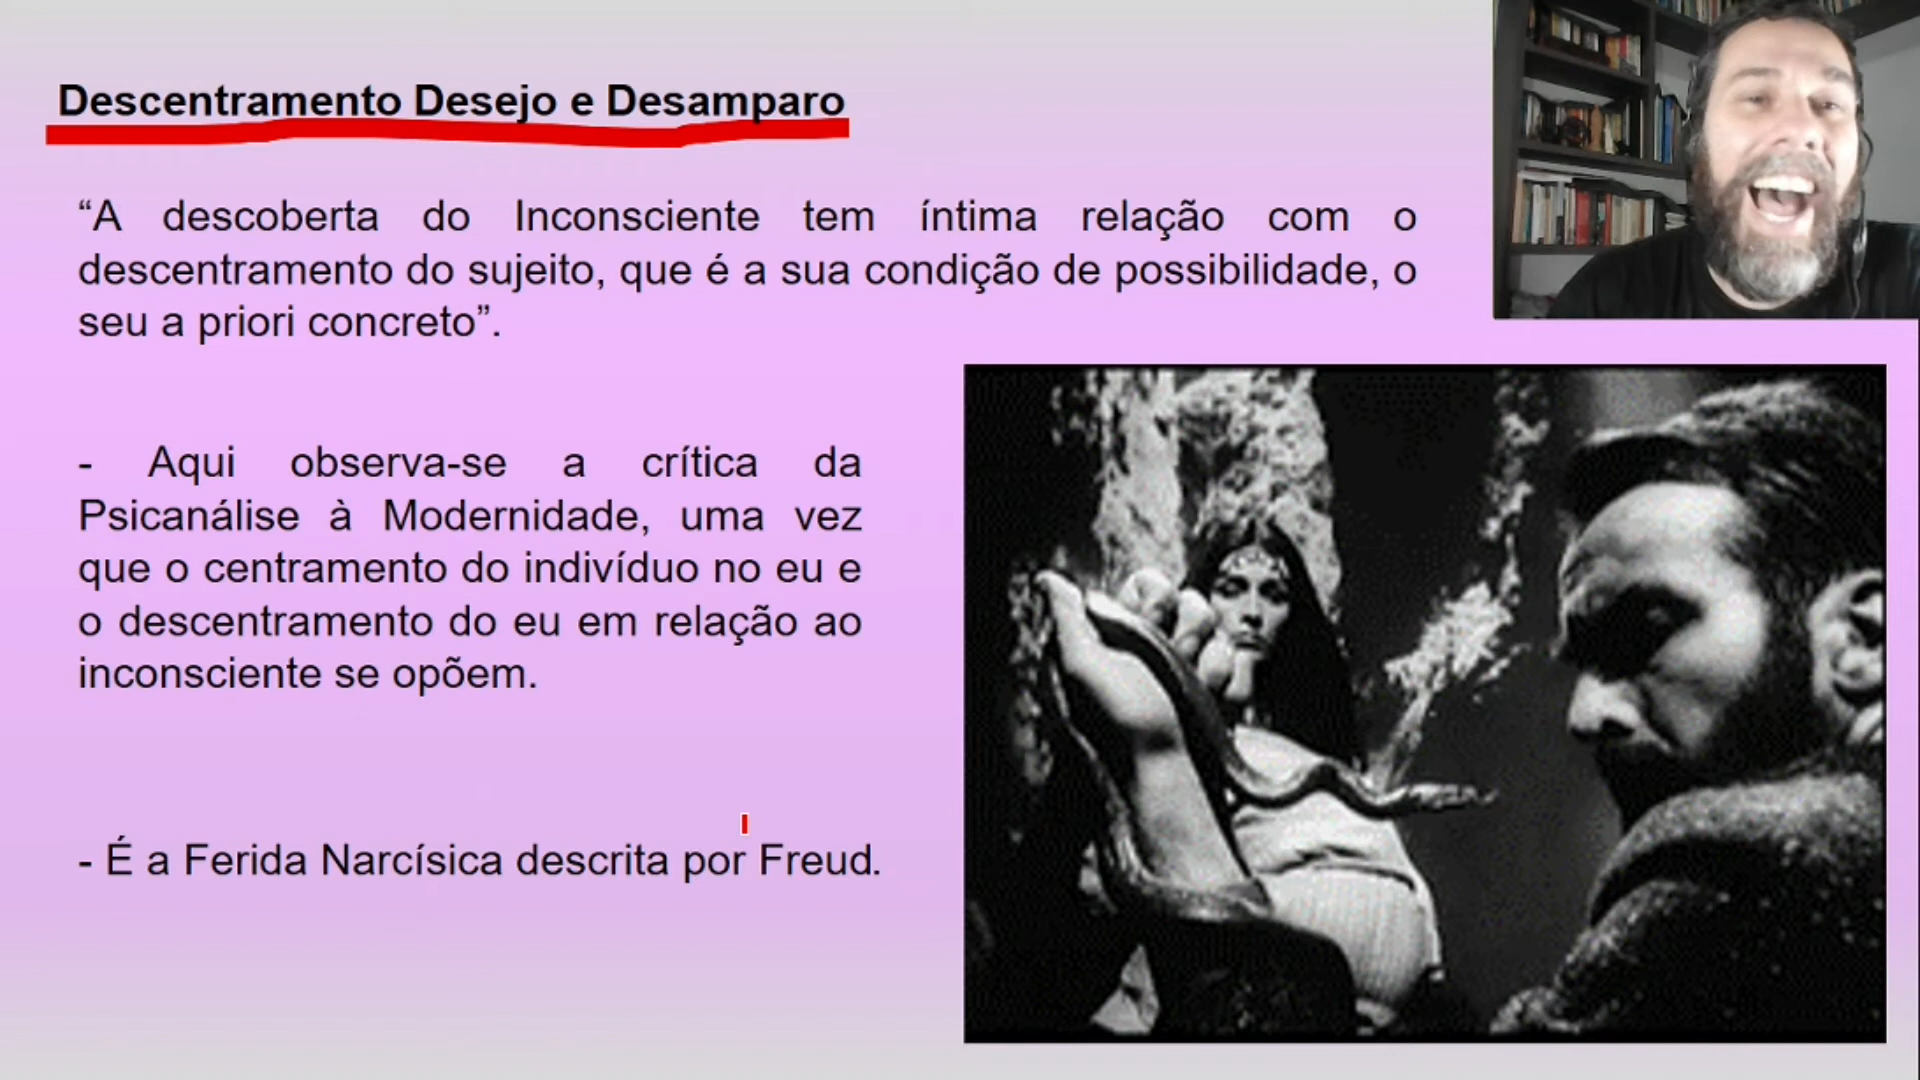 Descentramento Desejo e Desamparo
“A descoberta do Inconsciente tem íntima relação com o
descentramento do sujeito, que é a sua condição de possibilidade, o
seu a priori concreto”.
- Aqui observa-se a crítica da
Psicanálise à Modernidade, uma vez
que o centramento do indivíduo no eu e
o descentramento do eu em relação ao
inconsciente se opõem.
- É a Ferida Narcísica descrita por Freud.